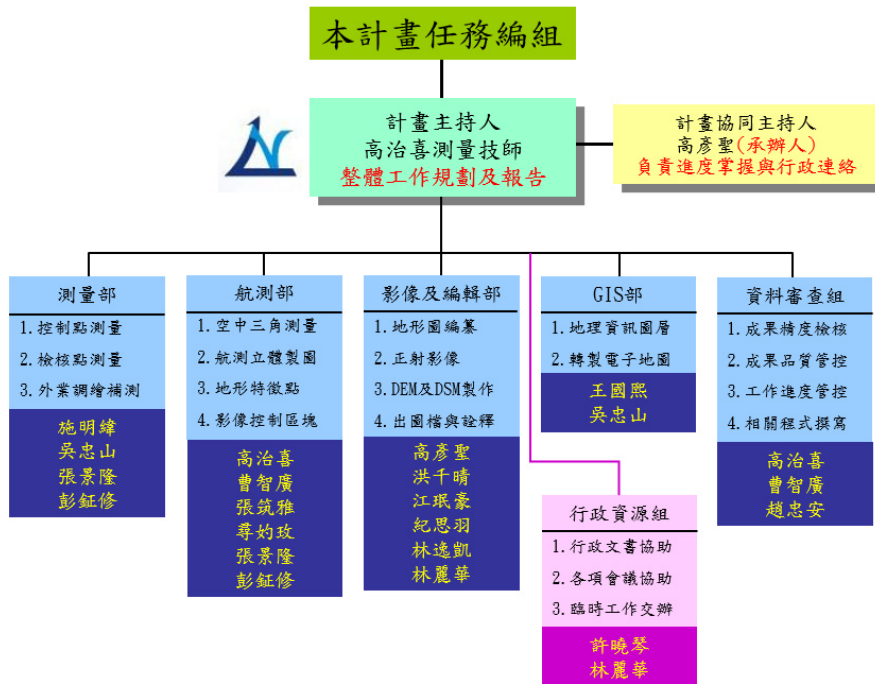 本計畫任務編組
計畫主持人
高治喜測量技師
整體工作規劃及報告
計畫協同主持人
高彥聖(承辦人)
負責進度掌握與行政連絡
測量部
1.控制點測量
2.檢核點測量
3.外業調繪補測
施明緯
吳忠山
張景隆
彭鉦修
航測部
1.空中三角測量
2.航測立體製圖
3.地形特徵點
4.影像控制區塊
高治喜
曹智廣
張筑雅
尋妁玫
張景隆
彭鉦修
影像及編輯部
1.地形圖編纂
2.正射影像
3.DEM及DSM製作
4.出圖檔與詮釋
高彥聖
洪千晴
江珉豪
紀思羽
林逸凱
林麗華
GIS部
1.地理資訊圖層
2.轉製電子地圖
王國熙
吳忠山
資料審查組
1.成果精度檢核
2.成果品質管控
3.工作進度管控
4.相關程式撰寫
高治喜
曹智廣
趙忠安
行政資源組
1.行政文書協助
2.各項會議協助
3.臨時工作交辦
許曉琴
林麗華